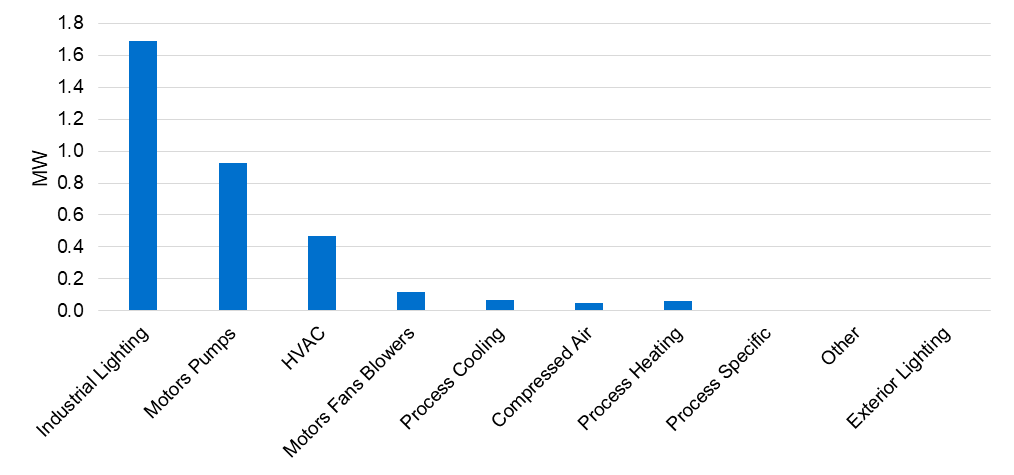 1.8
1.6
1.4
1.2
1.0
0.8
0.6
0.4
0.2
0.0
MW
Industrial Lighting
Motors Pumps
HVAC
Motors Fans Blowers
Process Cooling
Compressed Air
Process Heating
Process Specific
Other
Exterior Lighting